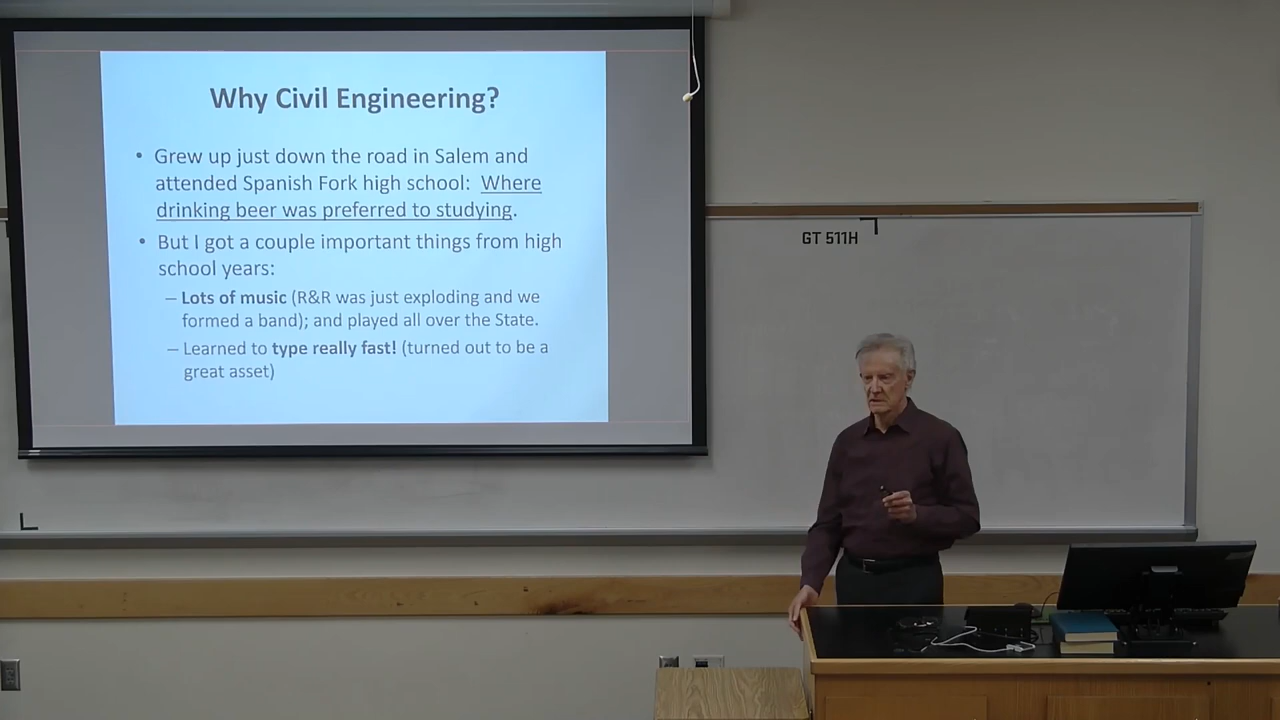 Why Civil Engineering?
• Grew up just down the road in Salem and
attended Spanish Fork high school: Where
drinking beer was preferred to studying.
• But I got a couple important things from high
school years:
– Lots of music (R&R was just exploding and we
formed a band); and played all over the State.
– Learned to type really fast! (turned out to be a
great asset)
GT 511H